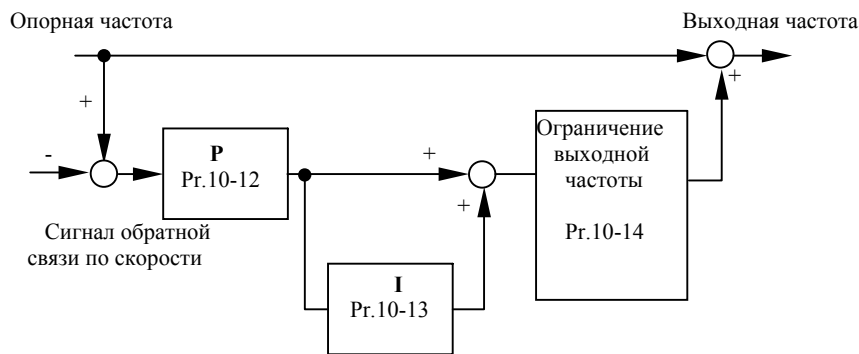 Опорная частота
Выходная частота
+
+
-
P
Pr.10-12
+
+
Ограничение
выходной
частоты
Pr.10-14
Сигнал обратной
связи по скорости
I
Pr.10-13